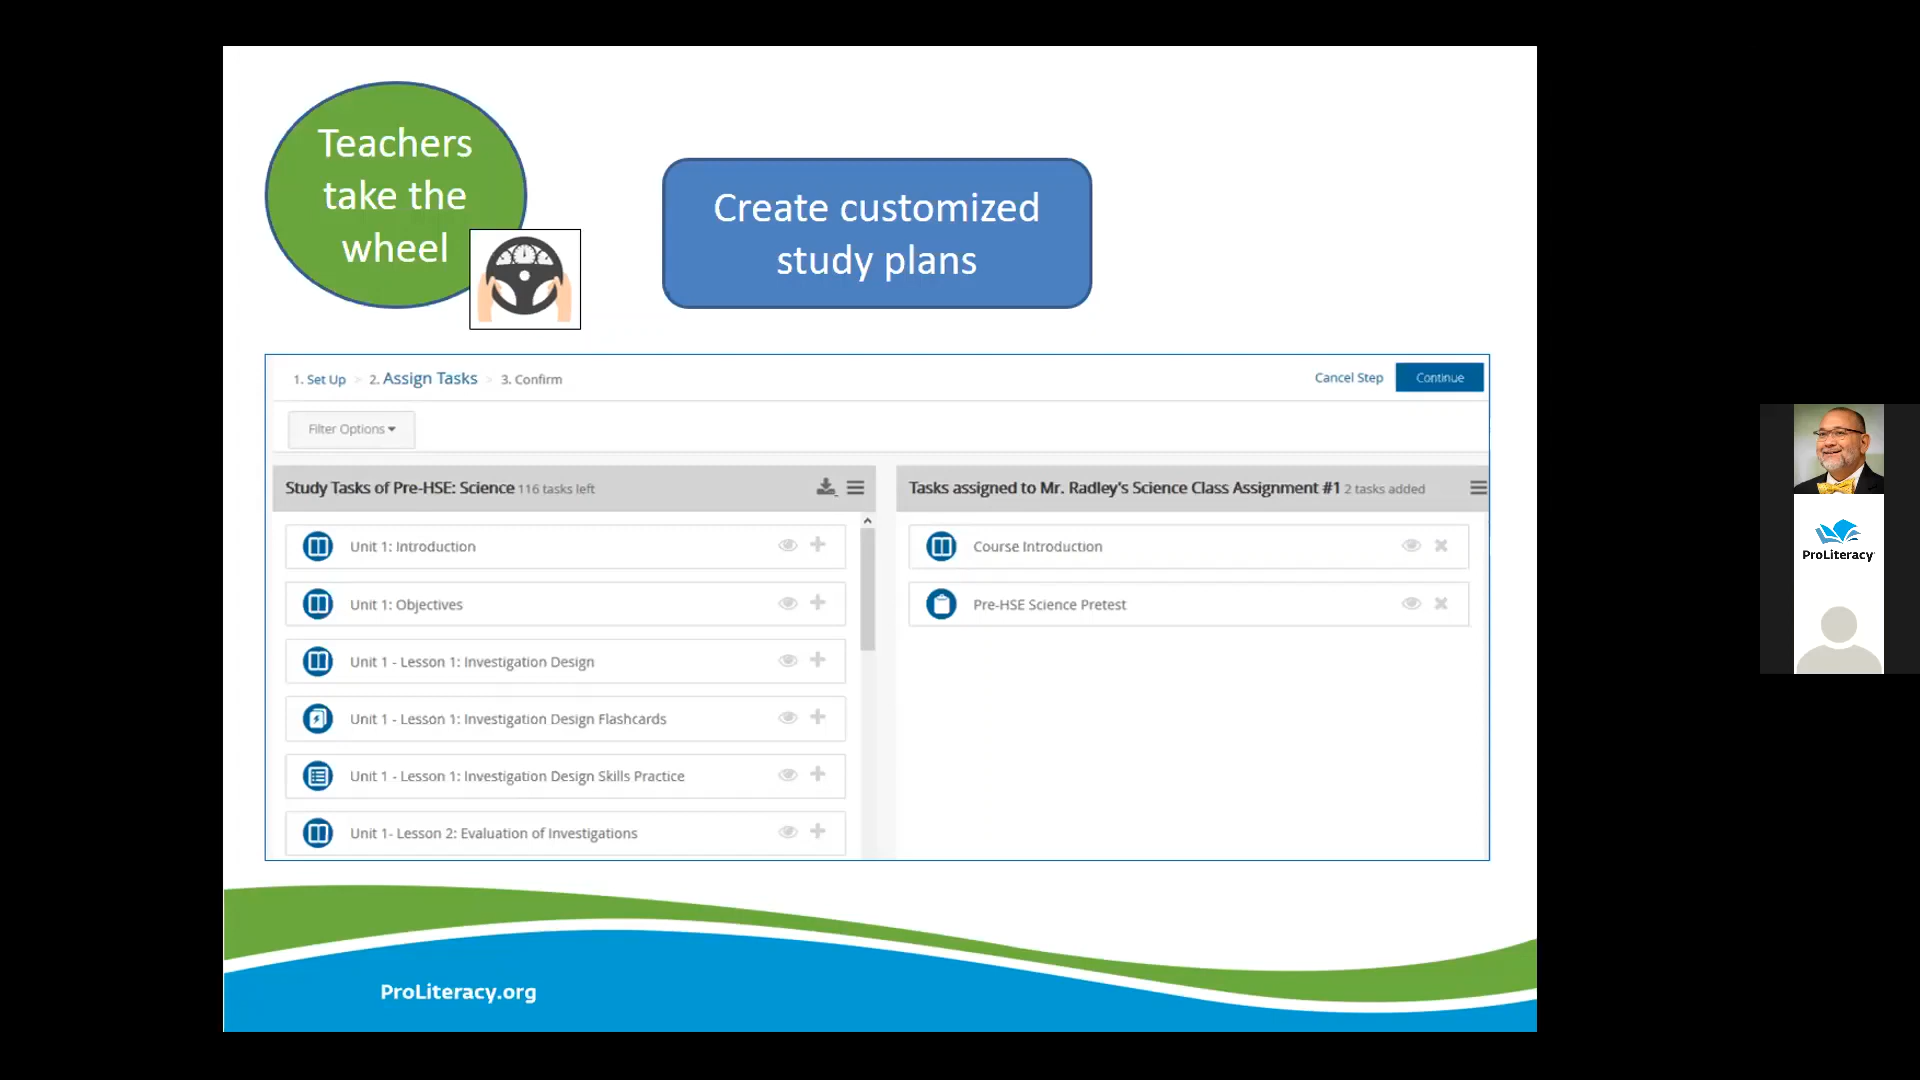 Teachers
take the
wheel
Create customized
study plans
1. Set Up > 2. Assign Tasks > 3. Confirm
Cancel Step
Continue
Filter Options
Study Tasks of Pre-HSE: Science 116 tasks left
Unit 1: Introduction
Unit 1: Objectives
Unit 1 - Lesson 1: Investigation Design
Unit 1 - Lesson 1: Investigation Design Flashcards
Unit 1 - Lesson 1: Investigation Design Skills Practice
Unit 1- Lesson 2: Evaluation of Investigations
Tasks assigned to Mr. Radley's Science Class Assignment #1 2 tasks added
Course Introduction
Pre-HSE Science Pretest
ProLiteracy.org
ProLiteracy